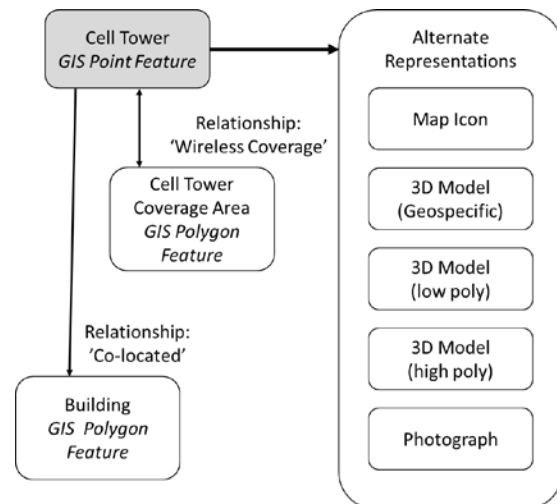 Cell Tower
GIS Point Feature
Relationship:
'Wireless Coverage'
Cell Tower
Coverage Area
GIS Polygon
Feature
Relationship:
'Co-located'
Building
GIS Polygon
Feature
Alternate
Representations
Map Icon
3D Model
(Geospecific)
3D Model
(low poly)
3D Model
(high poly)
Photograph